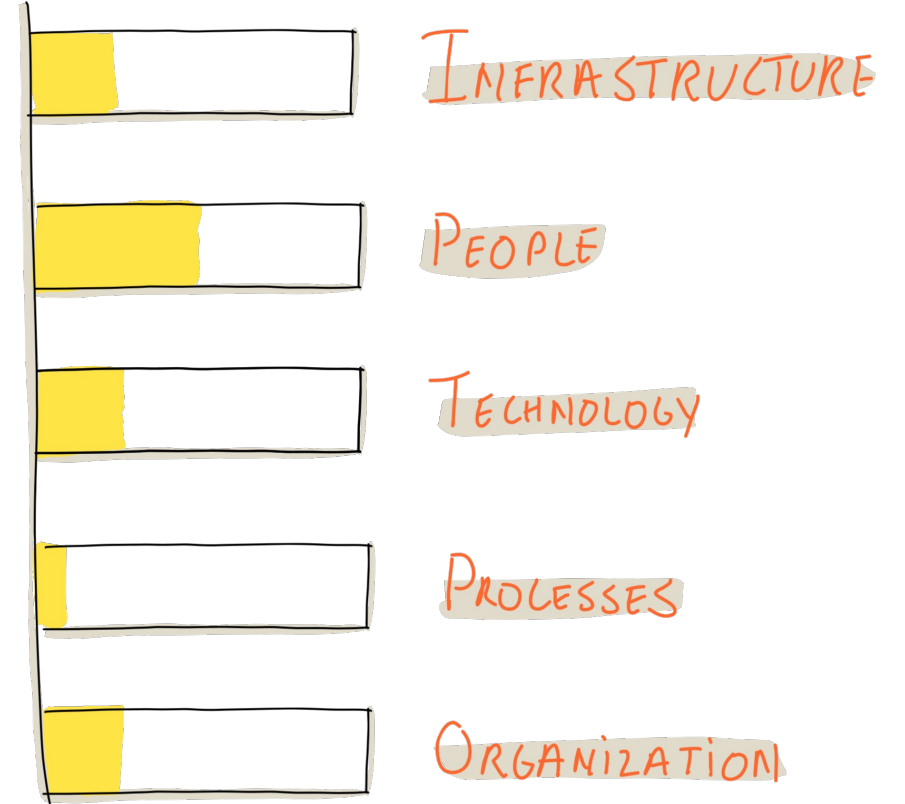 INFRASTRUCTURE
PEOPLE
TECHNOLOGY
PROCESSES
ORGANIZATION